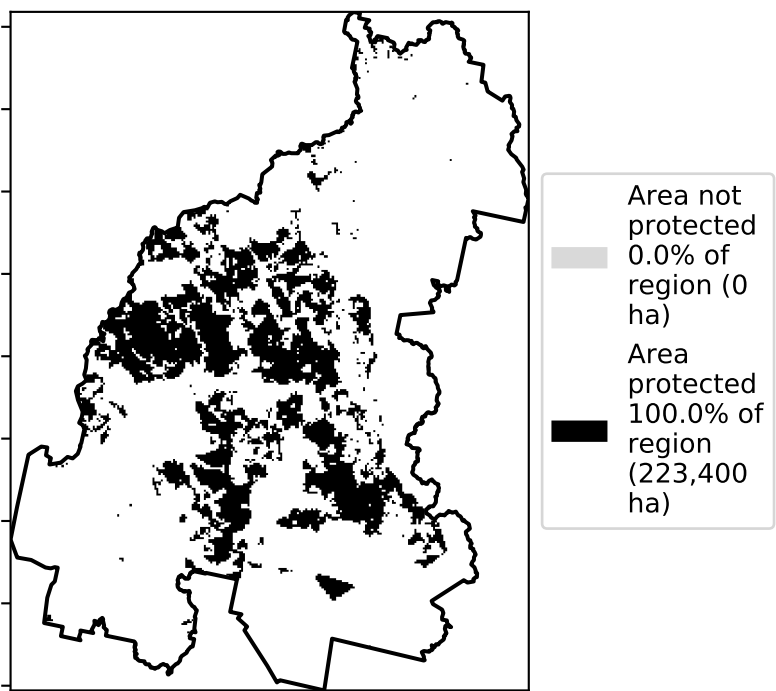 Area not
protected
0.0% of
region (0
ha)
Area
protected
100.0% of
region
(223,400
ha)